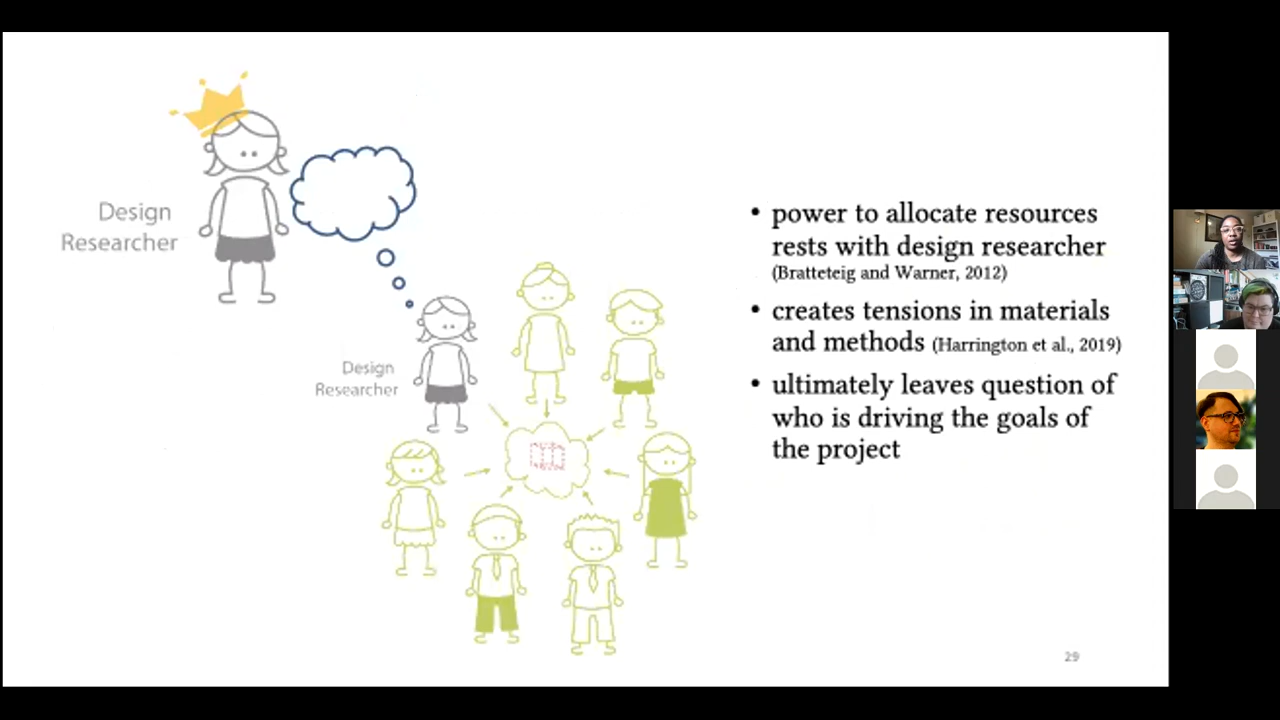 Design
Researcher
Design
Researcher
• power to allocate resources
rests with design researcher
(Bratteteig and Warner, 2012)
• creates tensions in materials
and methods (Harrington et al., 2019)
• ultimately leaves question of
who is driving the goals of
the project
29